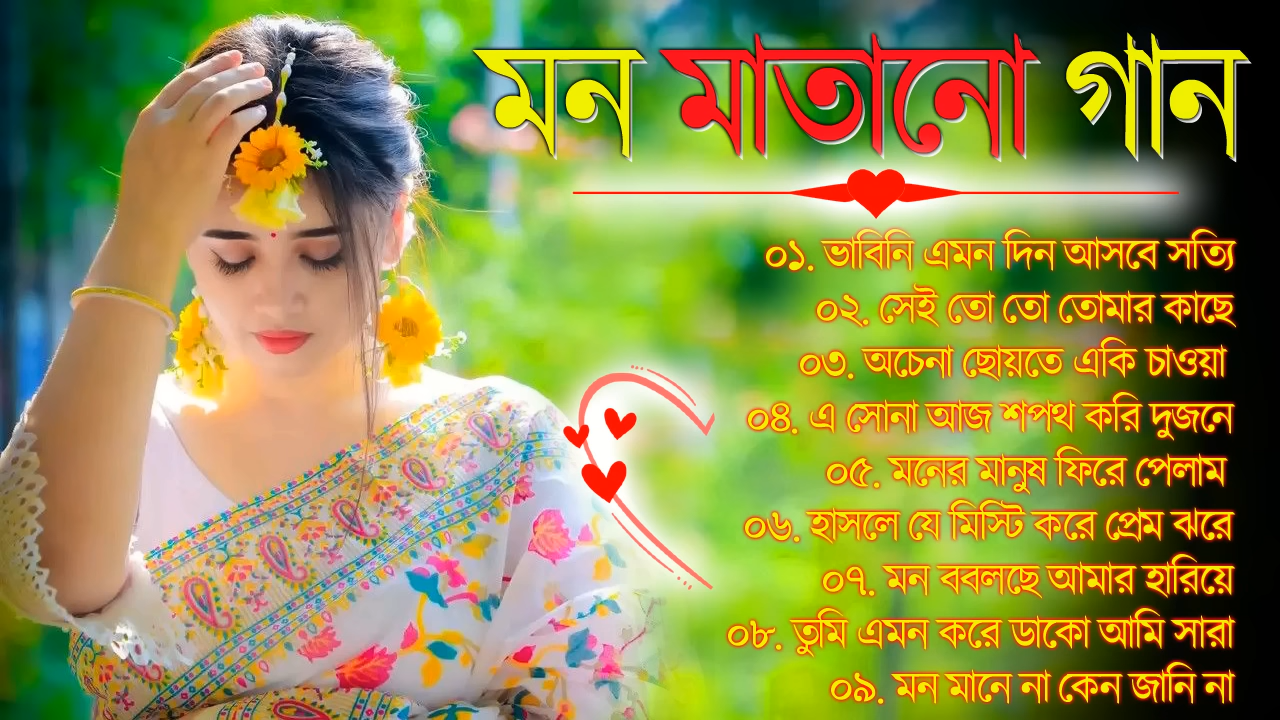 মন মাতানো গান
০১. ভাবিনি এমন দিন আসবে সত্যি
০২. সেই তো তো তোমার কাছে
০৩. অচেনা ছোয়তে একি চাওয়া
০৪. এ সোনা আজ শপথ করি দুজনে
০৫. মনের মানুষ ফিরে পেলাম
০৬. হাসলে যে মিস্টি করে প্রেম ঝরে
০৭. মন ববলছে আমার হারিয়ে
০৮. তুমি এমন করে ডাকো আমি সারা
০৯. মন মানে না কেন জানি না